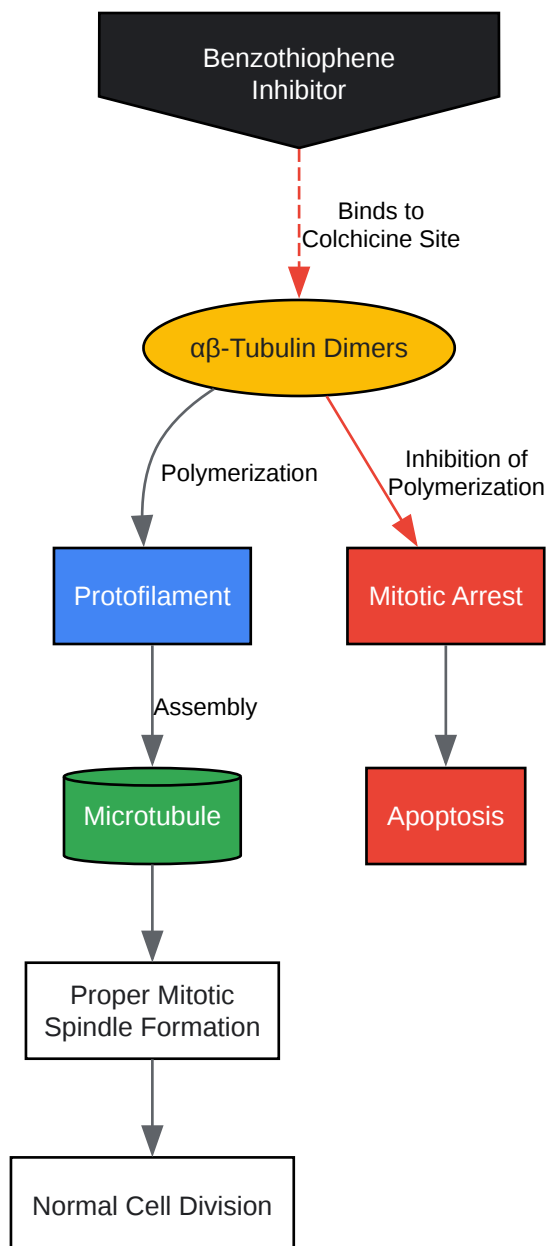 Benzothiophene
Inhibitor
Binds to
Colchicine Site
αβ-Tubulin Dimers
Polymerization
Inhibition of
Polymerization
Protofilament
Mitotic Arrest
Assembly
Microtubule
Apoptosis
Proper Mitotic
Spindle Formation
Normal Cell Division